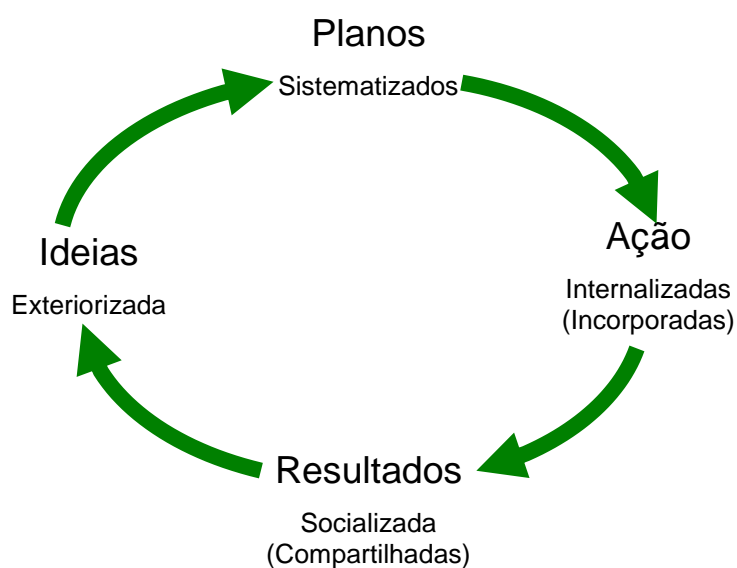 Planos
Sistematizados
Ação
Internalizadas
(Incorporadas)
Resultados
Socializada
(Compartilhadas)
Ideias
Exteriorizada